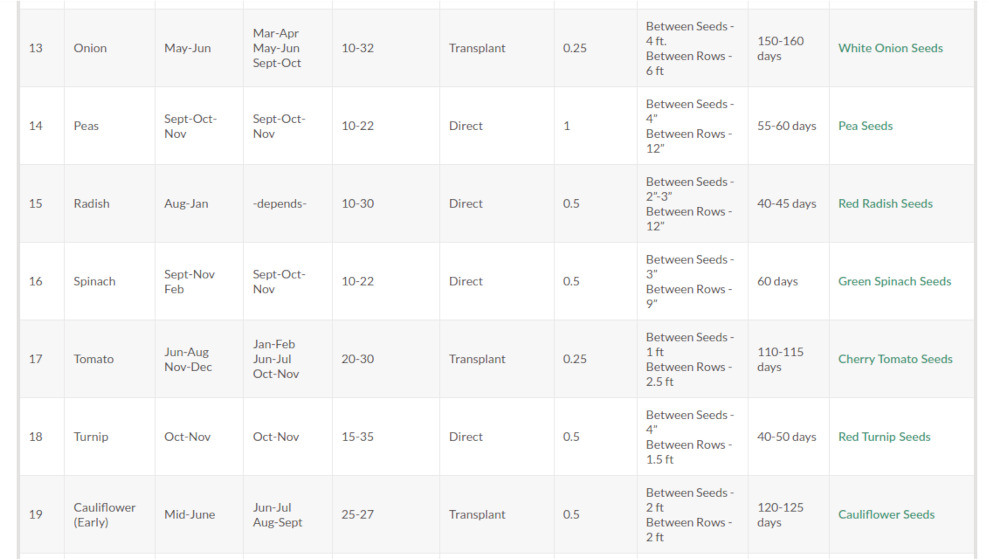 13 Onion May-Jun Mar-Apr May-Jun Sept-Oct 10-32 Transplant 0.25 Between Seeds - 4 ft. Between Rows - 6 ft 150-160 days White Onion Seeds
14 Peas Sept-Oct-Nov Sept-Oct-Nov 10-22 Direct 1 Between Seeds - 4” Between Rows - 12” 55-60 days Pea Seeds
15 Radish Aug-Jan -depends- 10-30 Direct 0.5 Between Seeds - 2”-3” Between Rows - 12” 40-45 days Red Radish Seeds
16 Spinach Sept-Nov Feb Sept-Oct-Nov 10-22 Direct 0.5 Between Seeds - 3” Between Rows - 9” 60 days Green Spinach Seeds
17 Tomato Jun-Aug Nov-Dec Jan-Feb Jun-Jul Oct-Nov 20-30 Transplant 0.25 Between Seeds - 1 ft Between Rows - 2.5 ft 110-115 days Cherry Tomato Seeds
18 Turnip Oct-Nov Oct-Nov 15-35 Direct 0.5 Between Seeds - 4” Between Rows - 1.5 ft 40-50 days Red Turnip Seeds
19 Cauliflower (Early) Mid-June Jun-Jul Aug-Sept 25-27 Transplant 0.5 Between Seeds - 2 ft Between Rows - 2 ft 120-125 days Cauliflower Seeds